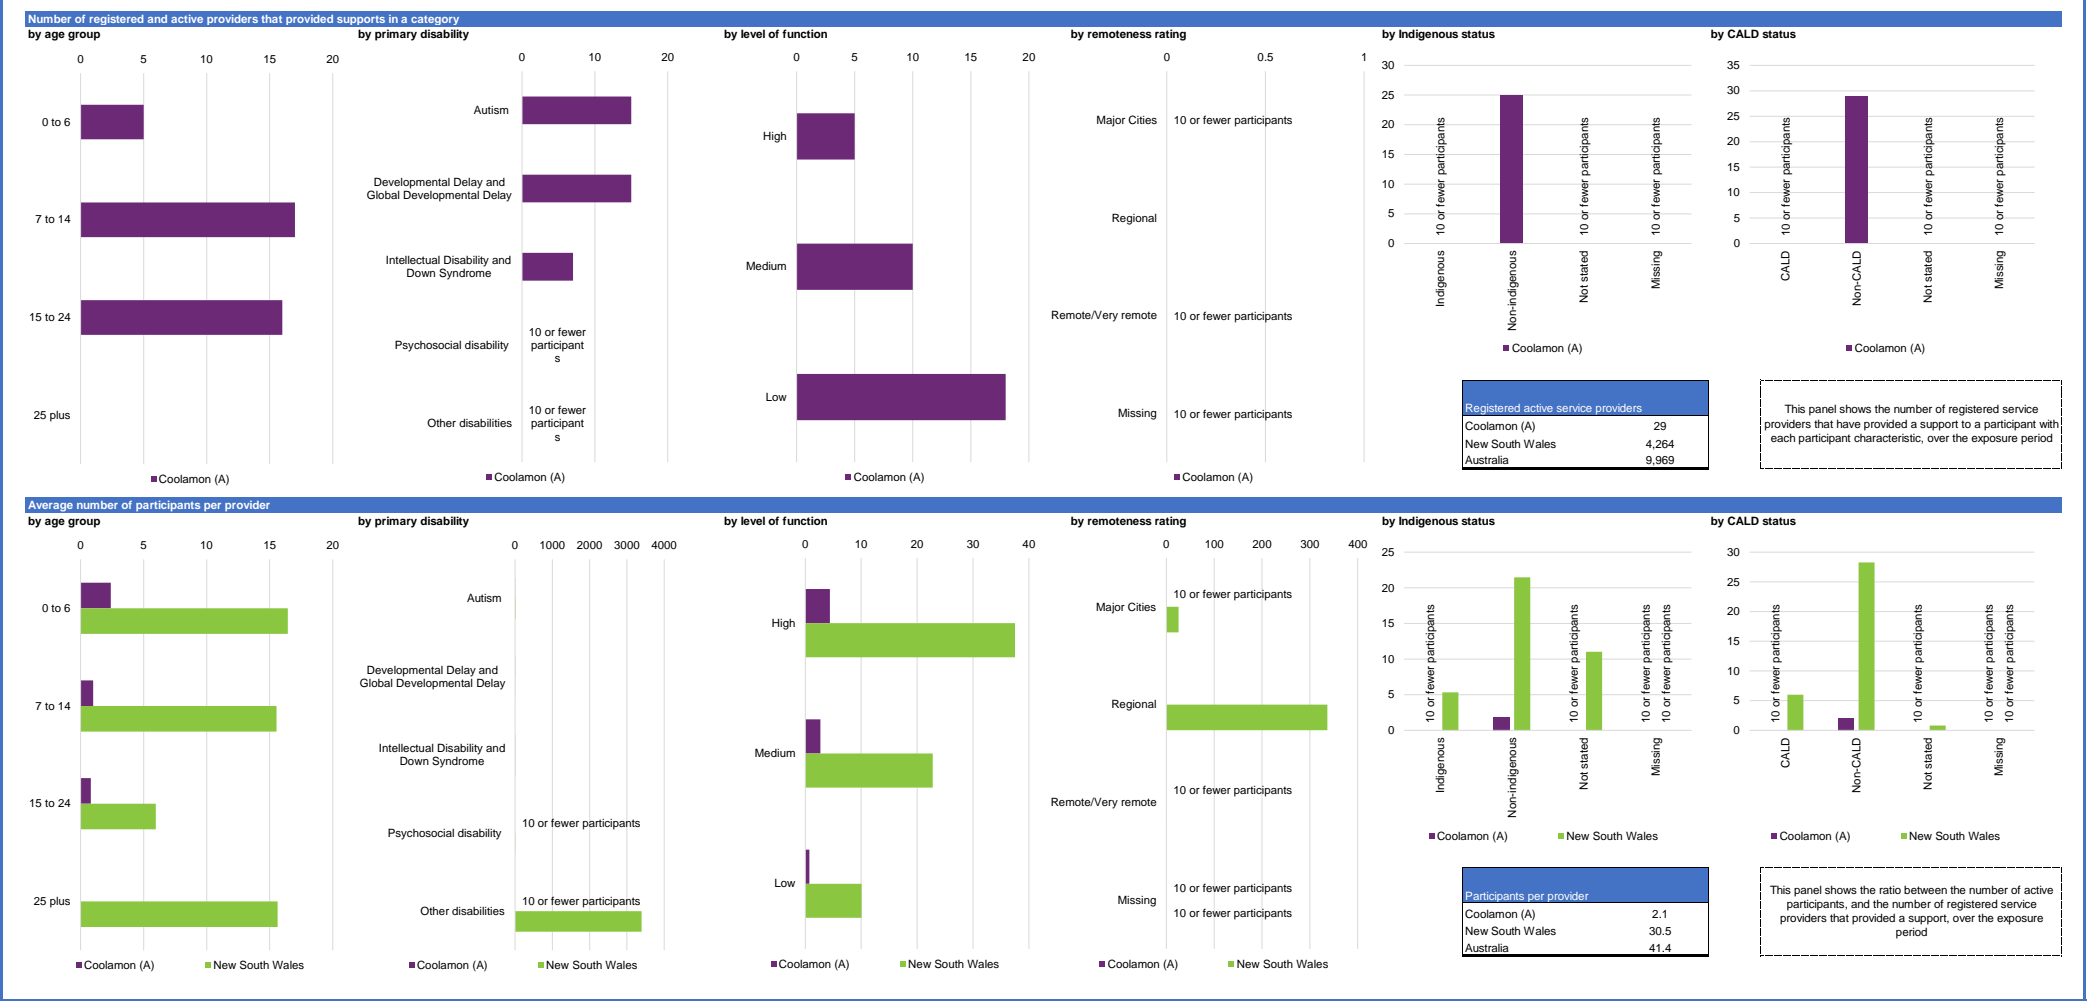 Number of registered and active providers that provided supports in a category
by age group
0 5 10 15 20
0 to 6
7 to 14
15 to 24
25 plus
Coolamon (A)
by primary disability
0 10 20
Autism
Developmental Delay and
Global Developmental Delay
Intellectual Disability and
Down Syndrome
Psychosocial disability
10 or fewer
participant
s
Other disabilities
10 or fewer
participant
s
Coolamon (A)
by level of function
0 5 10 15 20
High
Medium
Low
Coolamon (A)
by remoteness rating
0 0.5 1
Major Cities
10 or fewer participants
Regional
Remote/Very remote
10 or fewer participants
Missing
10 or fewer participants
Coolamon (A)
by Indigenous status
30
25
20
15
10
5
0
10 or fewer participants
10 or fewer participants
10 or fewer participants
Indigenous
Non-indigenous
Not stated
Missing
Coolamon (A)
by CALD status
35
30
25
20
15
10
5
0
10 or fewer participants
10 or fewer participants
10 or fewer participants
CALD
Non-CALD
Not stated
Missing
Coolamon (A)
Registered active service providers
Coolamon (A) 29
New South Wales 4,264
Australia 9,969
This panel shows the number of registered service
providers that have provided a support to a participant with
each participant characteristic, over the exposure period
Average number of participants per provider
by age group
0 5 10 15 20
0 to 6
7 to 14
15 to 24
25 plus
Coolamon (A) New South Wales
by primary disability
0 1000 2000 3000 4000
Autism
Developmental Delay and
Global Developmental Delay
Intellectual Disability and
Down Syndrome
Psychosocial disability
10 or fewer participants
Other disabilities
10 or fewer participants
Coolamon (A) New South Wales
by level of function
0 10 20 30 40
High
Medium
Low
Coolamon (A) New South Wales
by remoteness rating
0 100 200 300 400
Major Cities
10 or fewer participants
Regional
Remote/Very remote
10 or fewer participants
Missing
10 or fewer participants
10 or fewer participants
Coolamon (A) New South Wales
by Indigenous status
25
20
15
10
5
0
10 or fewer participants
10 or fewer participants
10 or fewer participants
10 or fewer participants
Indigenous
Non-indigenous
Not stated
Missing
Coolamon (A) New South Wales
by CALD status
30
25
20
15
10
5
0
10 or fewer participants
10 or fewer participants
10 or fewer participants
10 or fewer participants
CALD
Non-CALD
Not stated
Missing
Coolamon (A) New South Wales
Participants per provider
Coolamon (A) 2.1
New South Wales 30.5
Australia 41.4
This panel shows the ratio between the number of active
participants, and the number of registered service
providers that provided a support, over the exposure
period